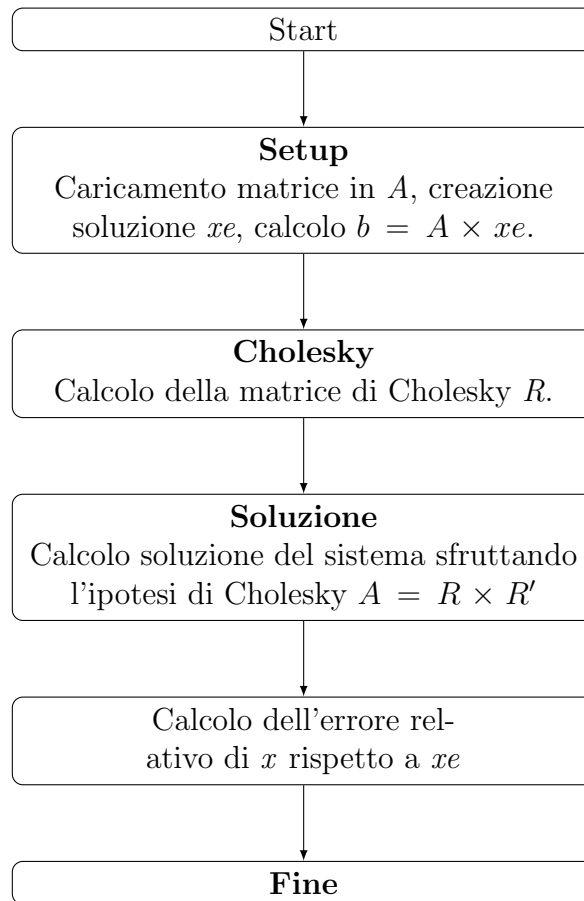 Start
Setup
Caricamento matrice in A, creazione
soluzione xe, calcolo b = A × xe.
Cholesky
Calcolo della matrice di Cholesky R.
Soluzione
Calcolo soluzione del sistema sfruttando
l'ipotesi di Cholesky A = R × R′
Calcolo dell'errore rel-
ativo di x rispetto a xe
Fine